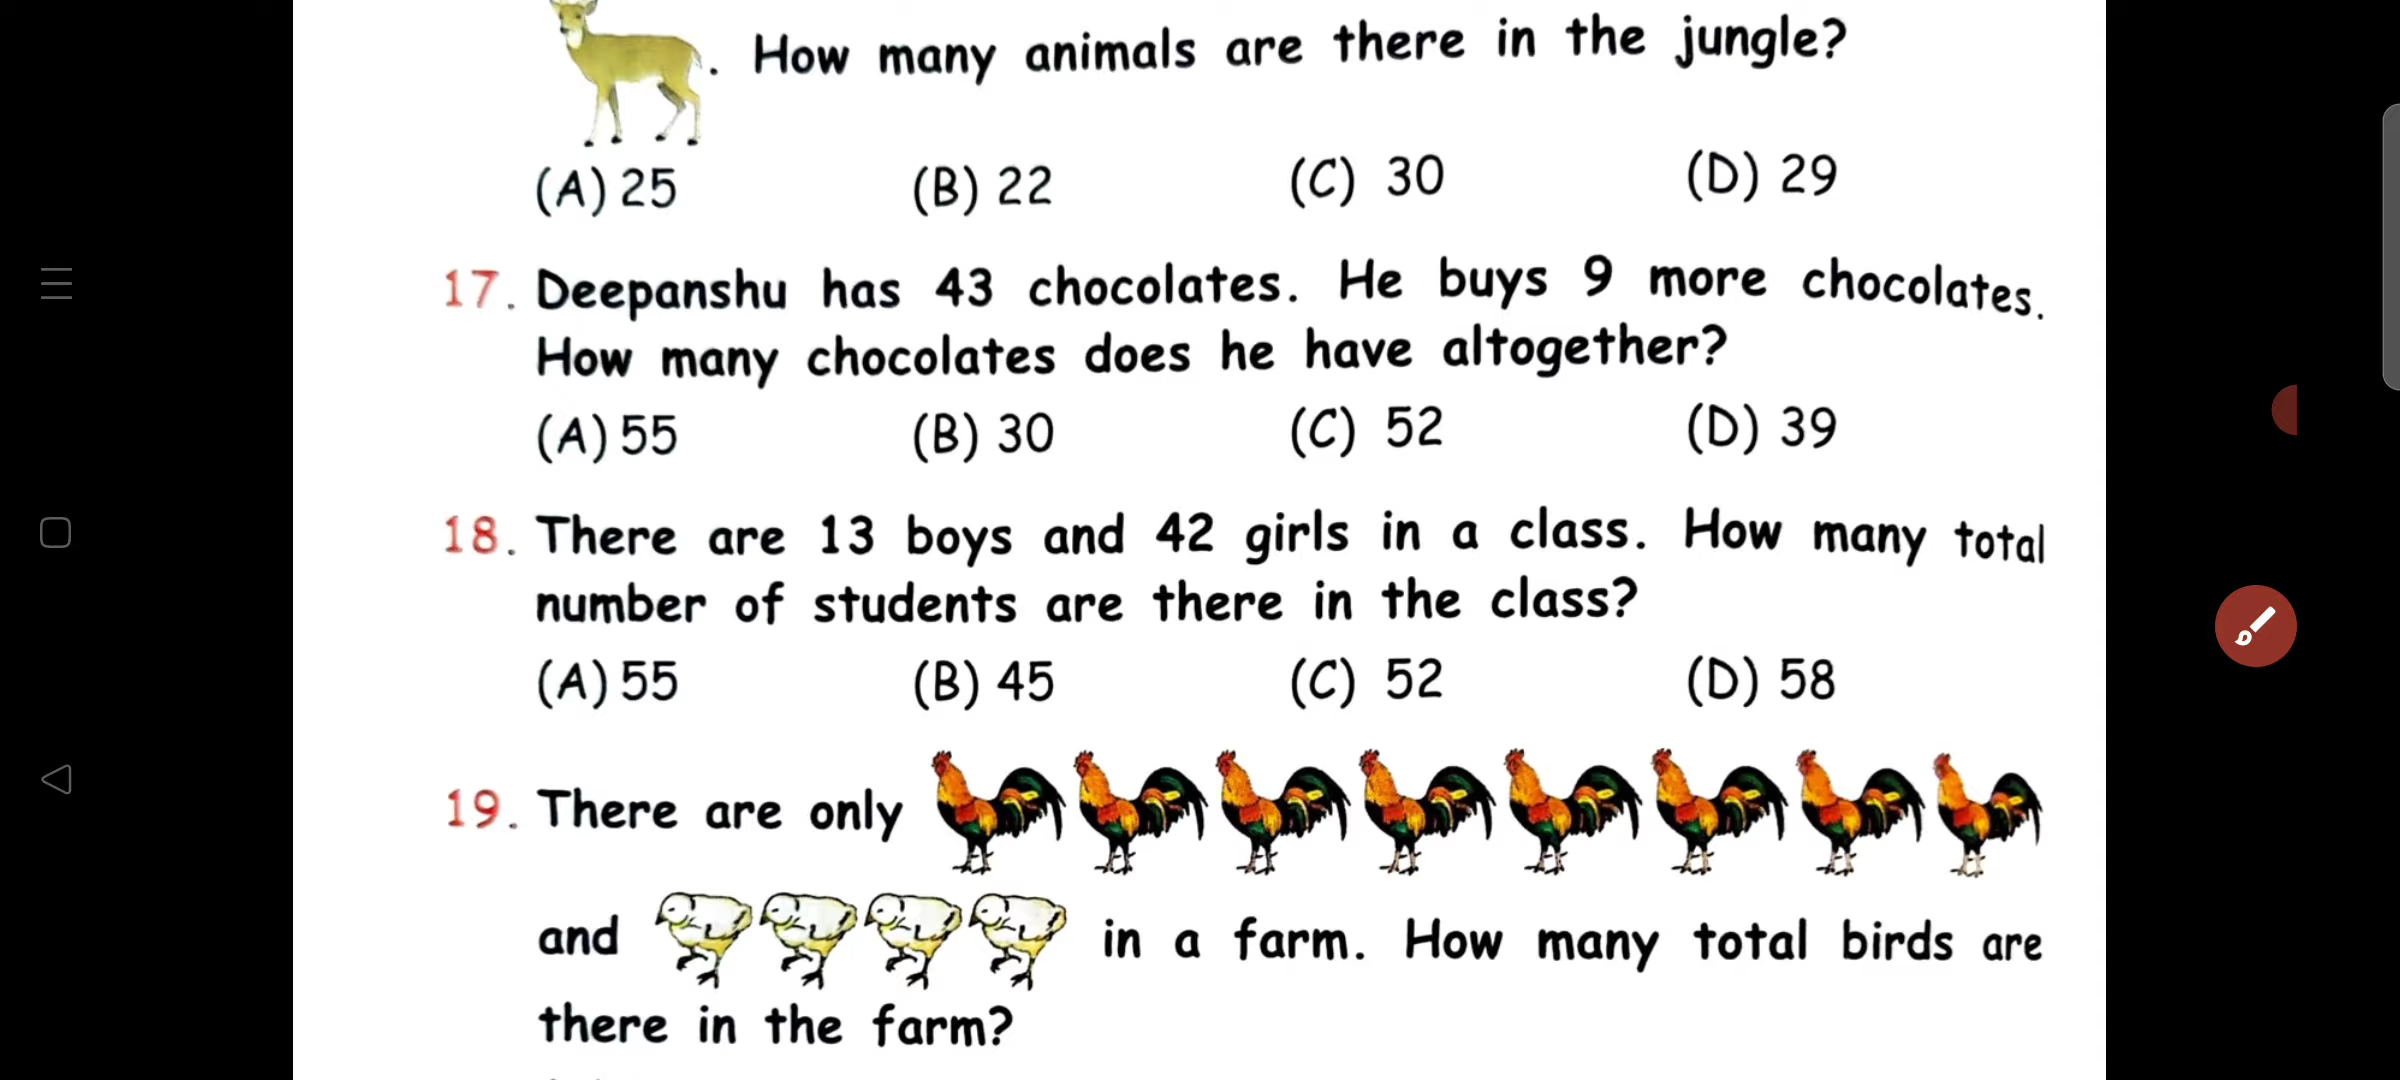 . How many animals are there in the jungle?
(A) 25 (B) 22 (C) 30 (D) 29
17. Deepanshu has 43 chocolates. He buys 9 more chocolates.
How many chocolates does he have altogether?
(A) 55 (B) 30 (C) 52 (D) 39
18. There are 13 boys and 42 girls in a class. How many total
number of students are there in the class?
(A) 55 (B) 45 (C) 52 (D) 58
19. There are only
and in a farm. How many total birds are
there in the farm?